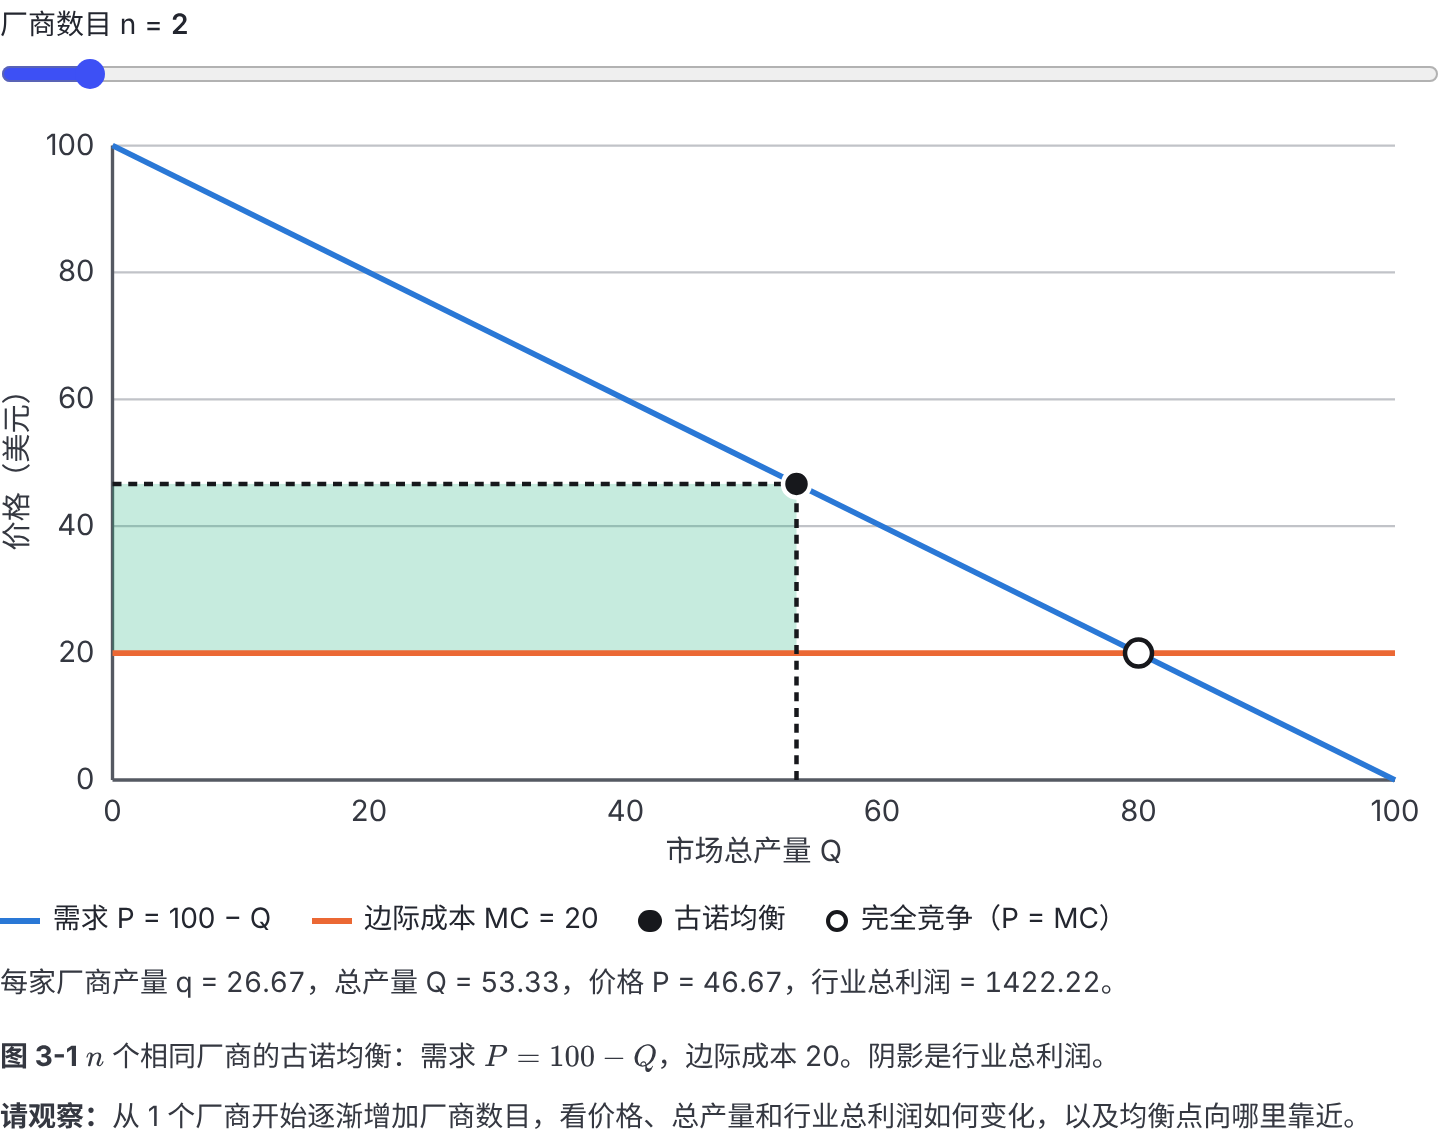 厂商数目 n = 2
100
80
60
40
20
0
价格（美元）
0 20 40 60 80 100
市场总产量 Q
需求 P = 100 − Q 边际成本 MC = 20 古诺均衡 完全竞争（P = MC）
每家厂商产量 q = 26.67，总产量 Q = 53.33，价格 P = 46.67，行业总利润 = 1422.22。
图 3-1 n 个相同厂商的古诺均衡：需求 P = 100 − Q，边际成本 20。阴影是行业总利润。
请观察：从 1 个厂商开始逐渐增加厂商数目，看价格、总产量和行业总利润如何变化，以及均衡点向哪里靠近。